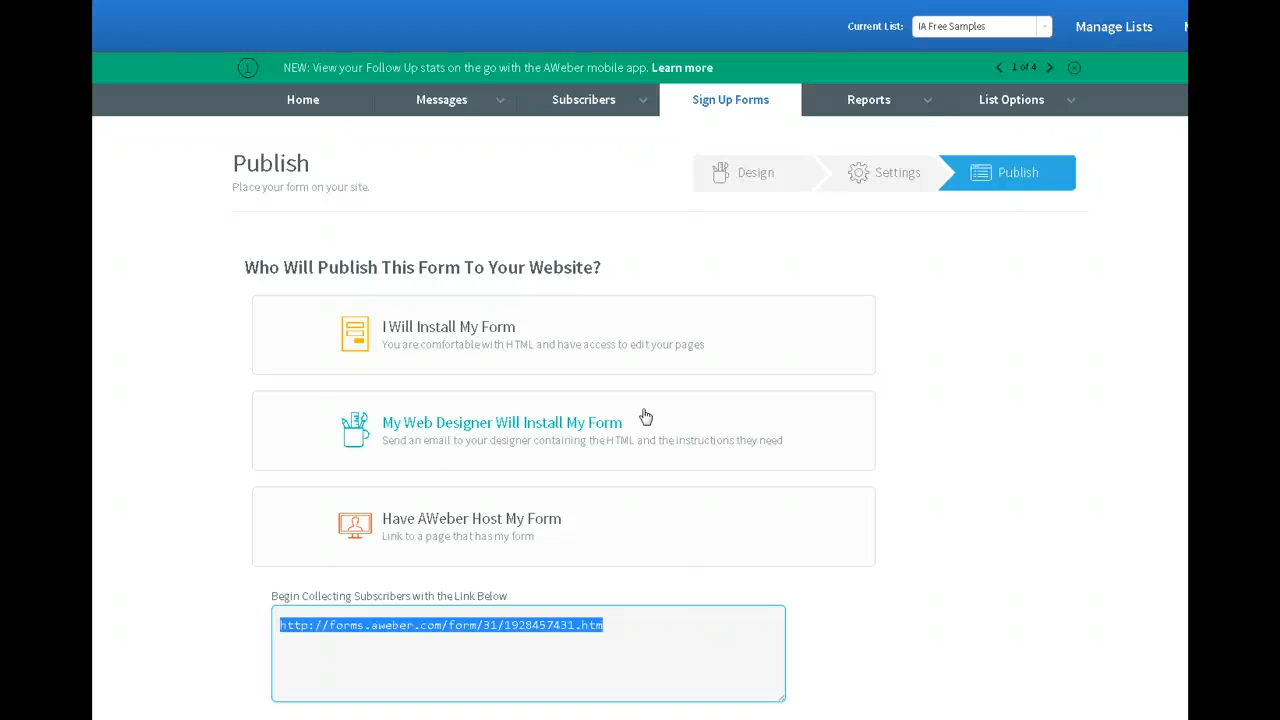 Current List: IA Free Samples Manage Lists
NEW: View your Follow Up stats on the go with the AWeber mobile app. Learn more 1 of 4
Home Messages Subscribers Sign Up Forms Reports List Options
Publish
Place your form on your site.
Design Settings Publish
Who Will Publish This Form To Your Website?
I Will Install My Form
You are comfortable with HTML and have access to edit your pages
My Web Designer Will Install My Form
Send an email to your designer containing the HTML and the instructions they need
Have AWeber Host My Form
Link to a page that has my form
Begin Collecting Subscribers with the Link Below
http://forms.aweber.com/form/31/1928457431.htm